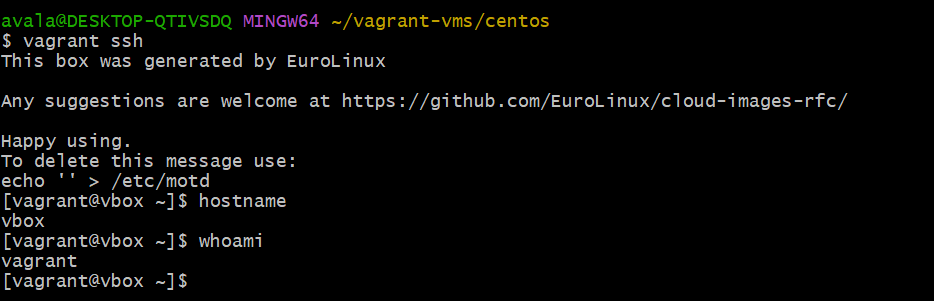 avala@DESKTOP-QTIVSDQ MINGW64 ~/vagrant-vms/centos
$ vagrant ssh
This box was generated by EuroLinux
Any suggestions are welcome at https://github.com/EuroLinux/cloud-images-rfc/
Happy using.
To delete this message use:
echo '' > /etc/motd
[vagrant@vbox ~]$ hostname
vbox
[vagrant@vbox ~]$ whoami
vagrant
[vagrant@vbox ~]$